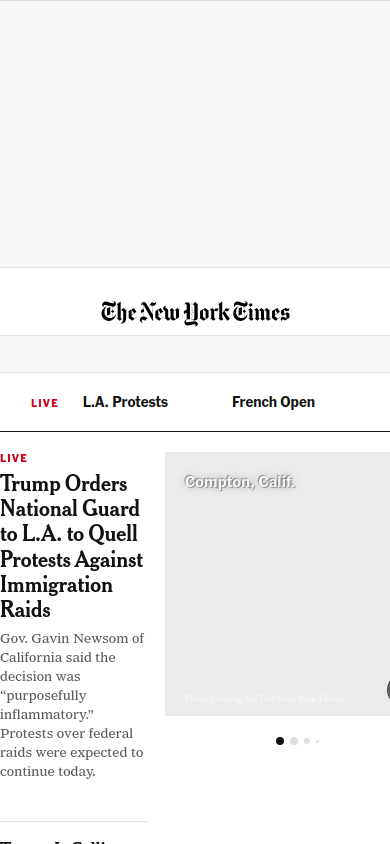 The New York Times
LIVE
L.A. Protests
French Open
LIVE
Trump Orders
National Guard
to L.A. to Quell
Protests Against
Immigration
Raids
Gov. Gavin Newsom of
California said the
decision was
“purposefully
inflammatory.”
Protests over federal
raids were expected to
continue today.
Compton, Calif.
Philip Cheung for The New York Times